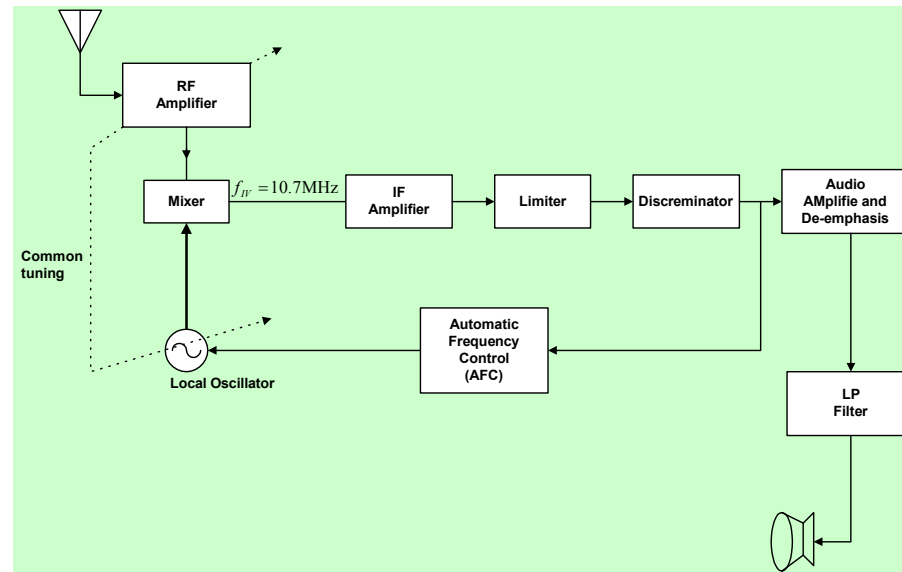 RF
Amplifier
Mixer
f_IV = 10.7MHz
IF
Amplifier
Limiter
Discreminator
Audio
AMplifie and
De-emphasis
Common
tuning
Automatic
Frequency
Control
(AFC)
Local Oscillator
LP
Filter